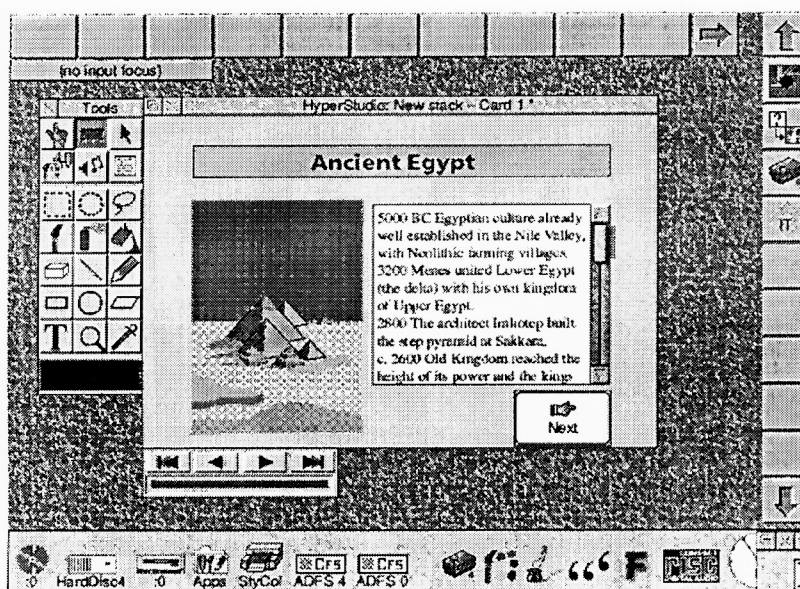 (no input focus)
Tools
HyperStudio: New stack – Card 1 *
Ancient Egypt
5000 BC Egyptian culture already
well established in the Nile Valley,
with Neolithic farming villages.
3200 Menes united Lower Egypt
(the delta) with his own kingdom
of Upper Egypt.
2800 The architect Imhotep built
the step pyramid at Sakkara.
c. 2600 Old Kingdom reached the
height of its power and the kings
Next
T
:0
HardDisc4
:0
Apps
StyCol
Crs
ADFS 4
Crs
ADFS 0
F